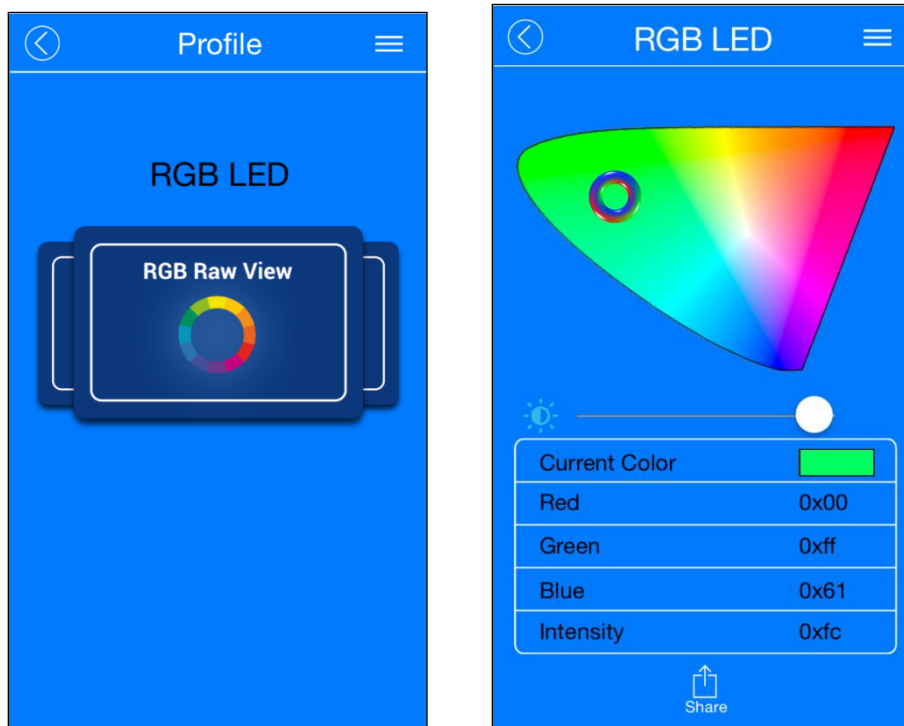 Profile
RGB LED
RGB Raw View
RGB LED
Current Color
Red 0x00
Green 0xff
Blue 0x61
Intensity 0xfc
Share